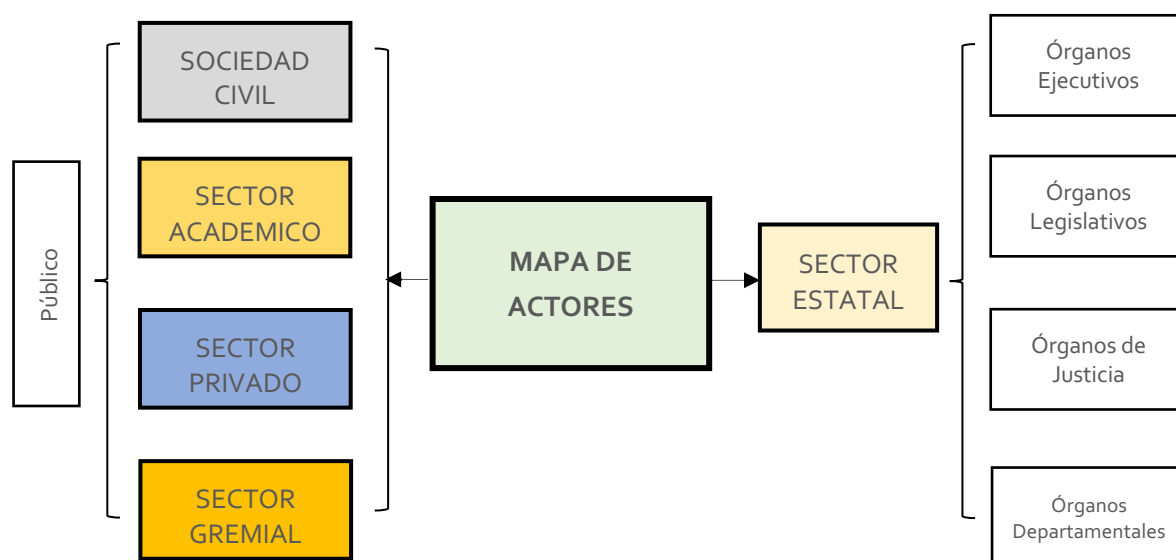 Público
SOCIEDAD
CIVIL
SECTOR
ACADEMICO
SECTOR
PRIVADO
SECTOR
GREMIAL
MAPA DE
ACTORES
SECTOR
ESTATAL
Órganos
Ejecutivos
Órganos
Legislativos
Órganos de
Justicia
Órganos
Departamentales